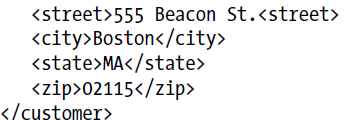 <street>555 Beacon St.<street>
<city>Boston</city>
<state>MA</state>
<zip>02115</zip>
</customer>